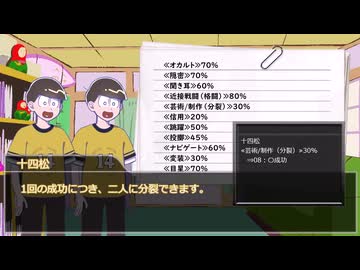 ≪オカルト≫70%
≪隠密≫70%
≪聞き耳≫60%
≪近接戦闘（格闘）≫80%
≪芸術/制作（分裂）≫30%
≪信用≫20%
≪跳躍≫50%
≪投擲≫45%
≪ナビゲート≫60%
≪変装≫30%
≪目星≫70%
14
十四松
≪芸術/制作（分裂）≫30%
⇒08：〇成功
十四松
1回の成功につき、二人に分裂できます。